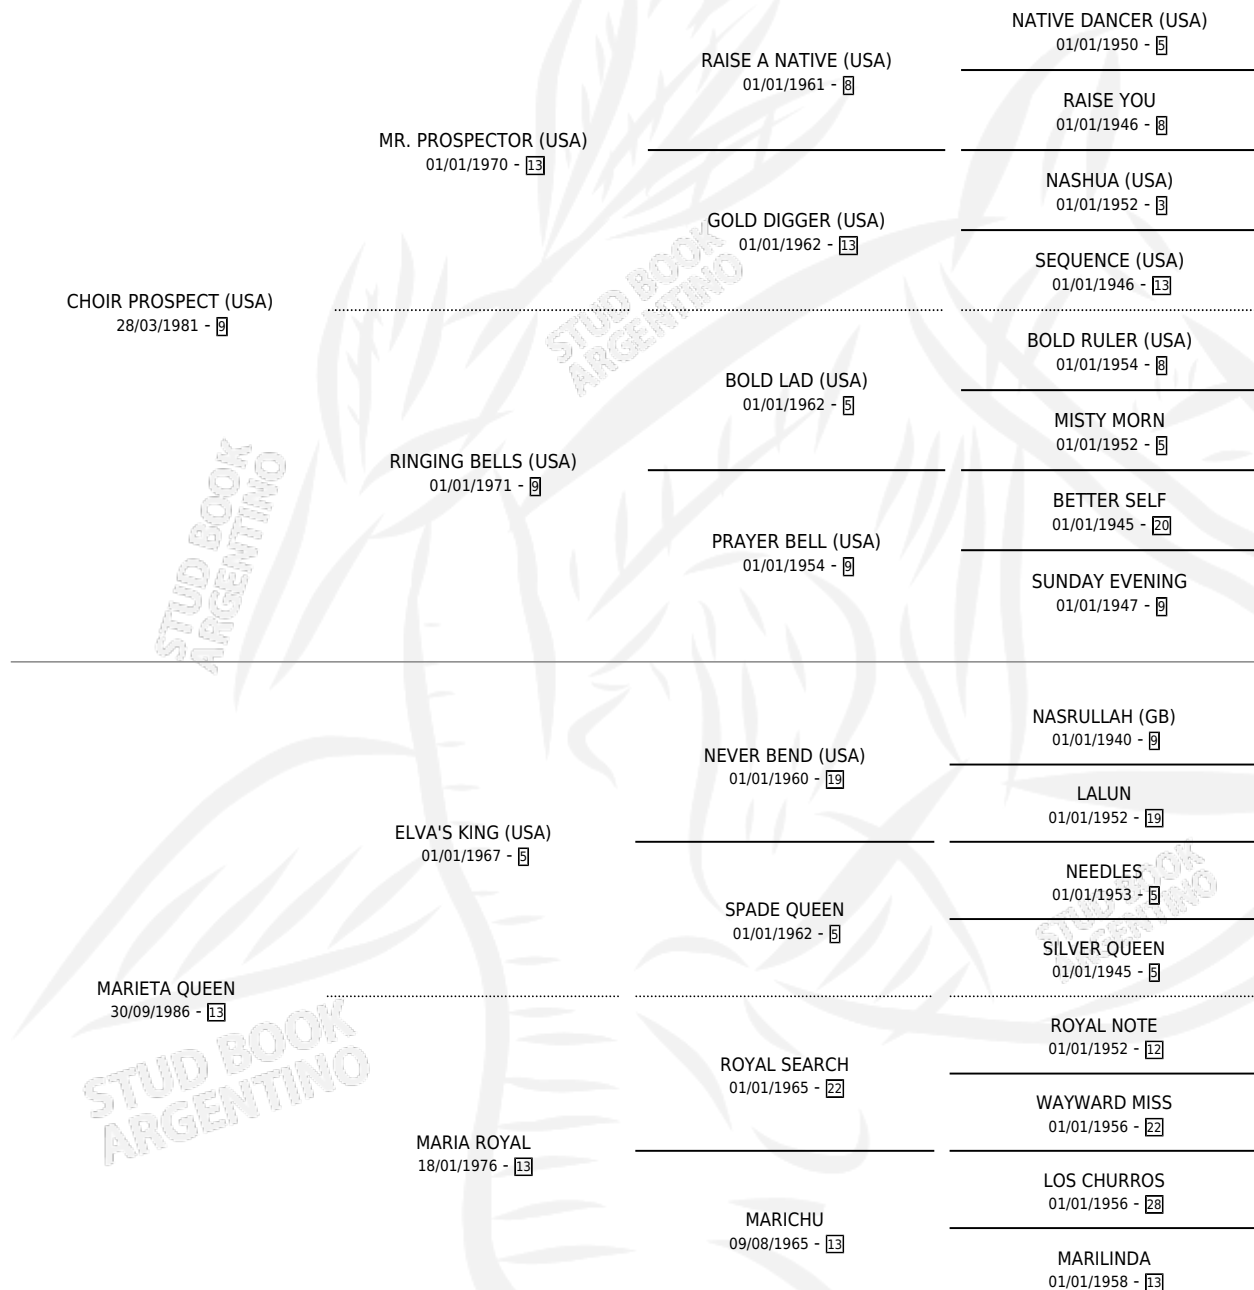 NATIVE DANCER (USA)
01/01/1950 - 5
RAISE A NATIVE (USA)
01/01/1961 - 8
RAISE YOU
01/01/1946 - 8
MR. PROSPECTOR (USA)
01/01/1970 - 13
NASHUA (USA)
01/01/1952 - 3
GOLD DIGGER (USA)
01/01/1962 - 13
SEQUENCE (USA)
01/01/1946 - 13
CHOIR PROSPECT (USA)
28/03/1981 - 9
STUD BOOK
ARGENTINO
BOLD RULER (USA)
01/01/1954 - 8
BOLD LAD (USA)
01/01/1962 - 5
MISTY MORN
01/01/1952 - 5
RINGING BELLS (USA)
01/01/1971 - 9
BETTER SELF
01/01/1945 - 20
PRAYER BELL (USA)
01/01/1954 - 9
SUNDAY EVENING
01/01/1947 - 9
STUD BOOK
ARGENTINO
NASRULLAH (GB)
01/01/1940 - 9
NEVER BEND (USA)
01/01/1960 - 19
LALUN
01/01/1952 - 19
ELVA'S KING (USA)
01/01/1967 - 5
NEEDLES
01/01/1953 - 5
SPADE QUEEN
01/01/1962 - 5
SILVER QUEEN
01/01/1945 - 5
STUD BOOK
ARGENTINO
MARIETA QUEEN
30/09/1986 - 13
ROYAL NOTE
01/01/1952 - 12
ROYAL SEARCH
01/01/1965 - 22
WAYWARD MISS
01/01/1956 - 22
STUD BOOK
ARGENTINO
MARIA ROYAL
18/01/1976 - 13
LOS CHURROS
01/01/1956 - 28
MARICHU
09/08/1965 - 13
MARILINDA
01/01/1958 - 13